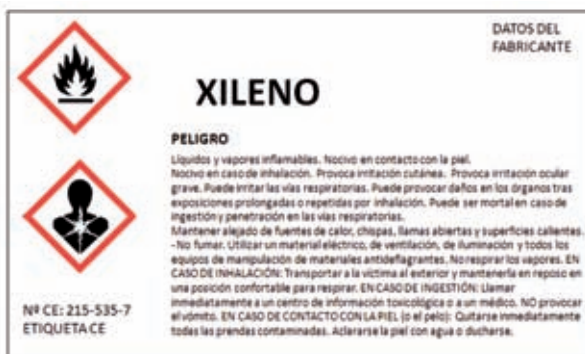 DATOS DEL
FABRICANTE
XILENO
PELIGRO
Líquidos y vapores inflamables. Nocivo en contacto con la piel.
Nocivo en caso de inhalación. Provoca irritación cutánea. Provoca irritación ocular
grave. Puede irritar las vías respiratorias. Puede provocar daños en los órganos tras
exposiciones prolongadas o repetidas por inhalación. Puede ser mortal en caso de
ingestión y penetración en las vías respiratorias.
Mantener alejado de fuentes de calor, chispas, llamas abiertas y superficies calientes.
- No fumar. Utilizar un material eléctrico, de ventilación, de iluminación y todos los
equipos de manipulación de materiales antideflagrantes. No respirar los vapores. EN
CASO DE INHALACIÓN: Transportar a la víctima al exterior y mantenerla en reposo en
una posición confortable para respirar. EN CASO DE INGESTIÓN: Llamar
inmediatamente a un centro de información toxicológica o a un médico. NO provocar
el vómito. EN CASO DE CONTACTO CON LA PIEL (o el pelo): Quitarse inmediatamente
todas las prendas contaminadas. Aclararse la piel con agua o ducharse.
Nº CE: 215-535-7
ETIQUETA CE